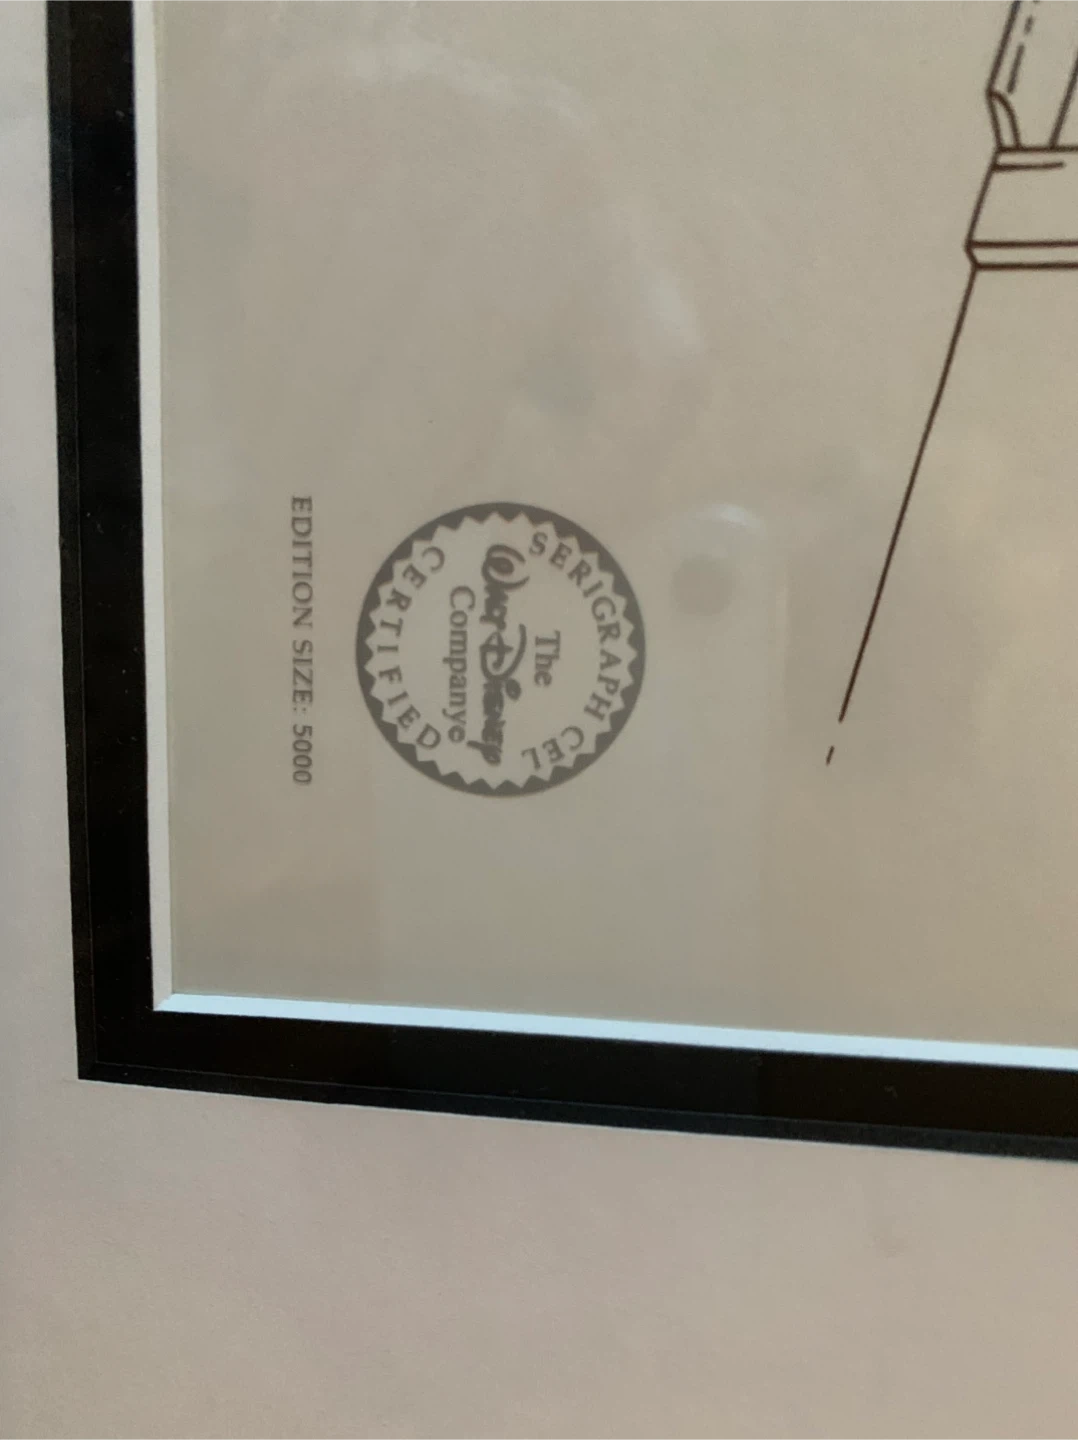 SERIGRAPH CEL
The
Walt Disney
Company©
CERTIFIED
EDITION SIZE: 5000